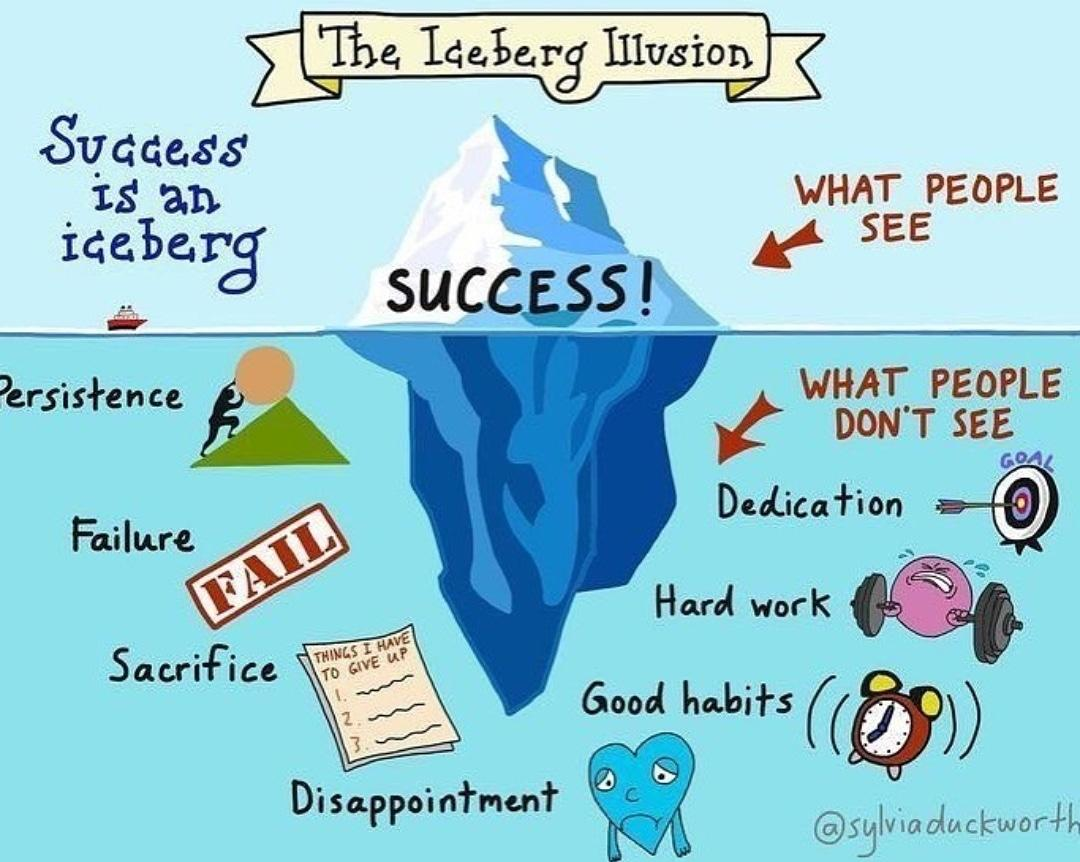 The Iceberg Illusion
Success
is an
iceberg
WHAT PEOPLE
SEE
SUCCESS!
Persistence
WHAT PEOPLE
DON'T SEE
GOAL
Dedication
Failure
FAIL
Hard work
Sacrifice
THINGS I HAVE
TO GIVE UP
1.
2.
3.
Good habits
Disappointment
@sylviaduckworth